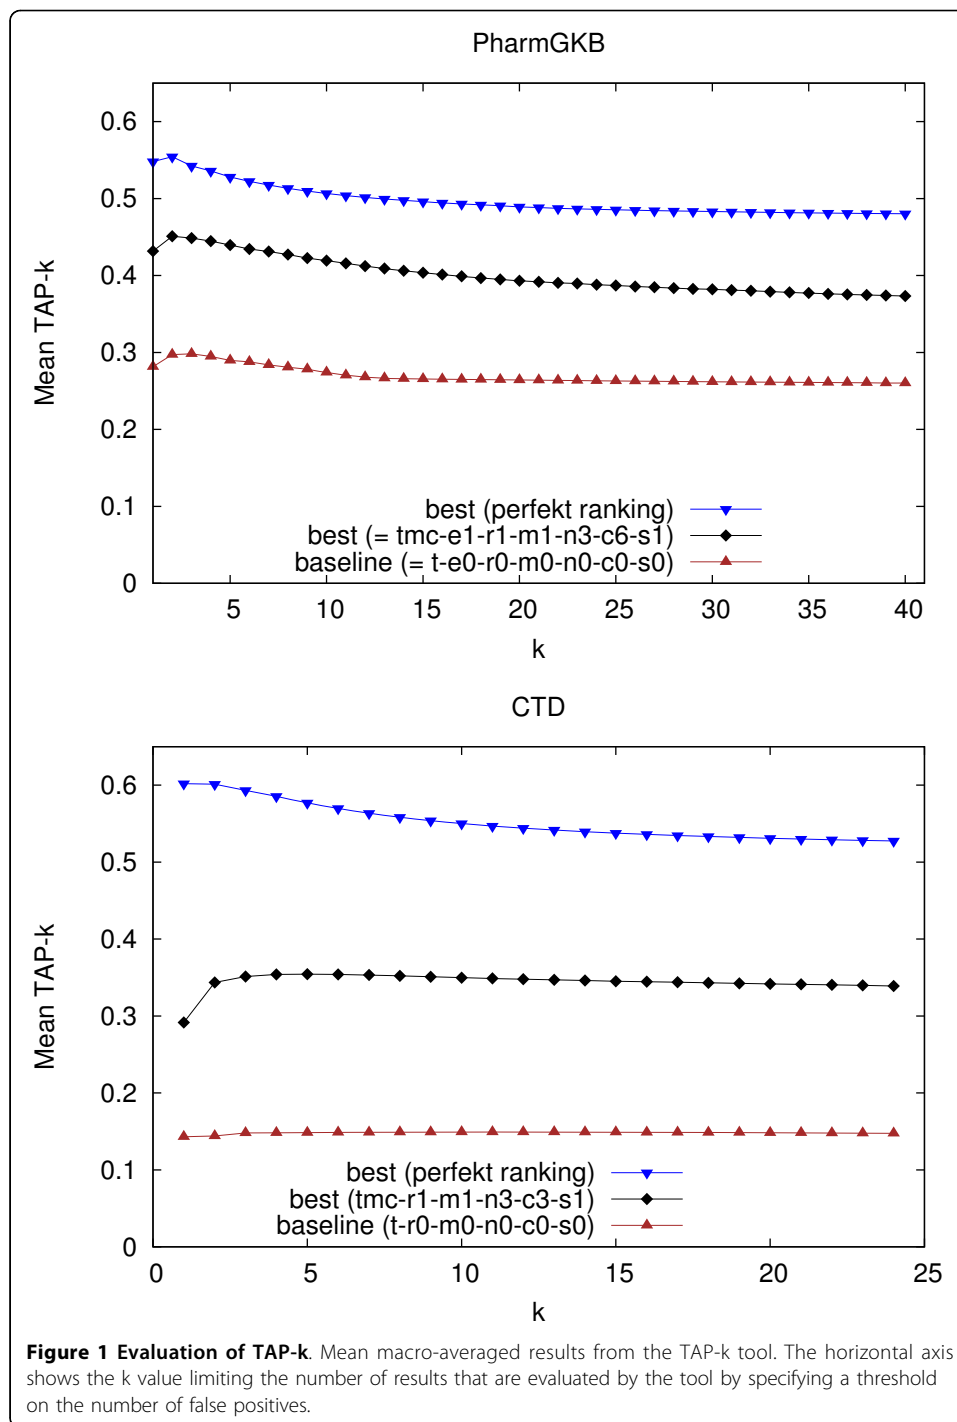 PharmGKB
0.6
0.5
0.4
0.3
0.2
0.1
0
Mean TAP-k
best (perfekt ranking)
best (= tmc-e1-r1-m1-n3-c6-s1)
baseline (= t-e0-r0-m0-n0-c0-s0)
5 10 15 20 25 30 35 40
k
CTD
0.6
0.5
0.4
0.3
0.2
0.1
0
Mean TAP-k
best (perfekt ranking)
best (tmc-r1-m1-n3-c3-s1)
baseline (t-r0-m0-n0-c0-s0)
0 5 10 15 20 25
k
Figure 1 Evaluation of TAP-k. Mean macro-averaged results from the TAP-k tool. The horizontal axis
shows the k value limiting the number of results that are evaluated by the tool by specifying a threshold
on the number of false positives.